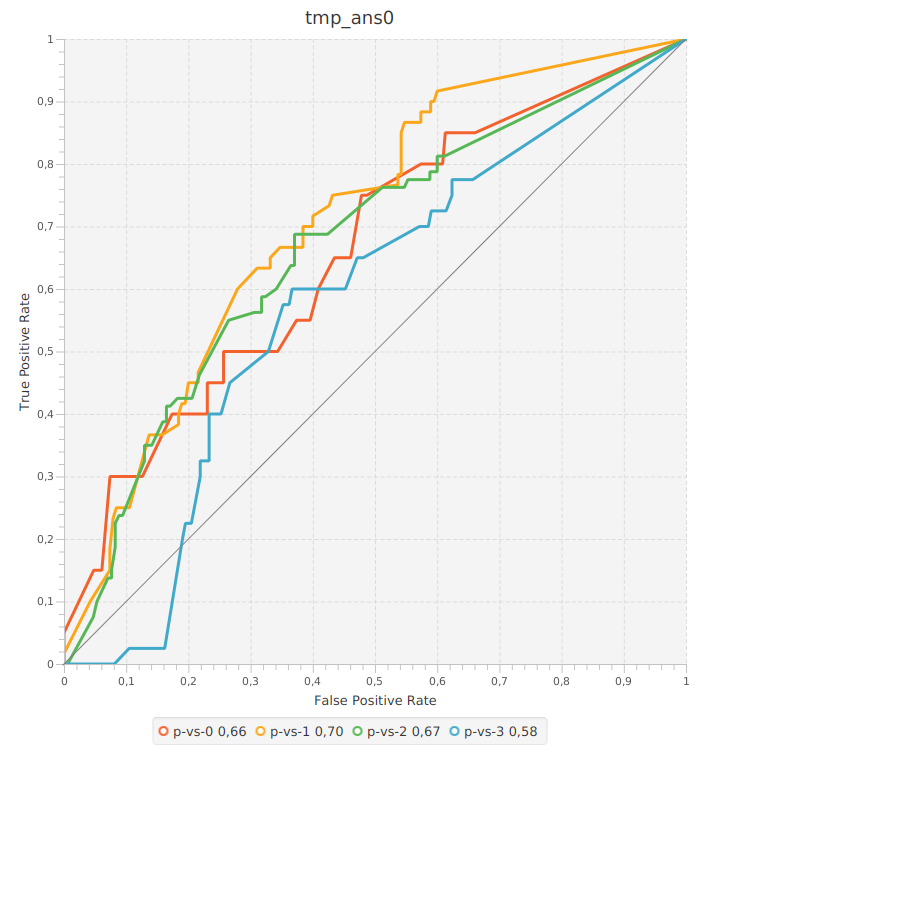 tmp_ans0
1
0,9
0,8
0,7
0,6
0,5
0,4
0,3
0,2
0,1
0
True Positive Rate
0 0,1 0,2 0,3 0,4 0,5 0,6 0,7 0,8 0,9 1
False Positive Rate
p-vs-0 0,66 p-vs-1 0,70 p-vs-2 0,67 p-vs-3 0,58